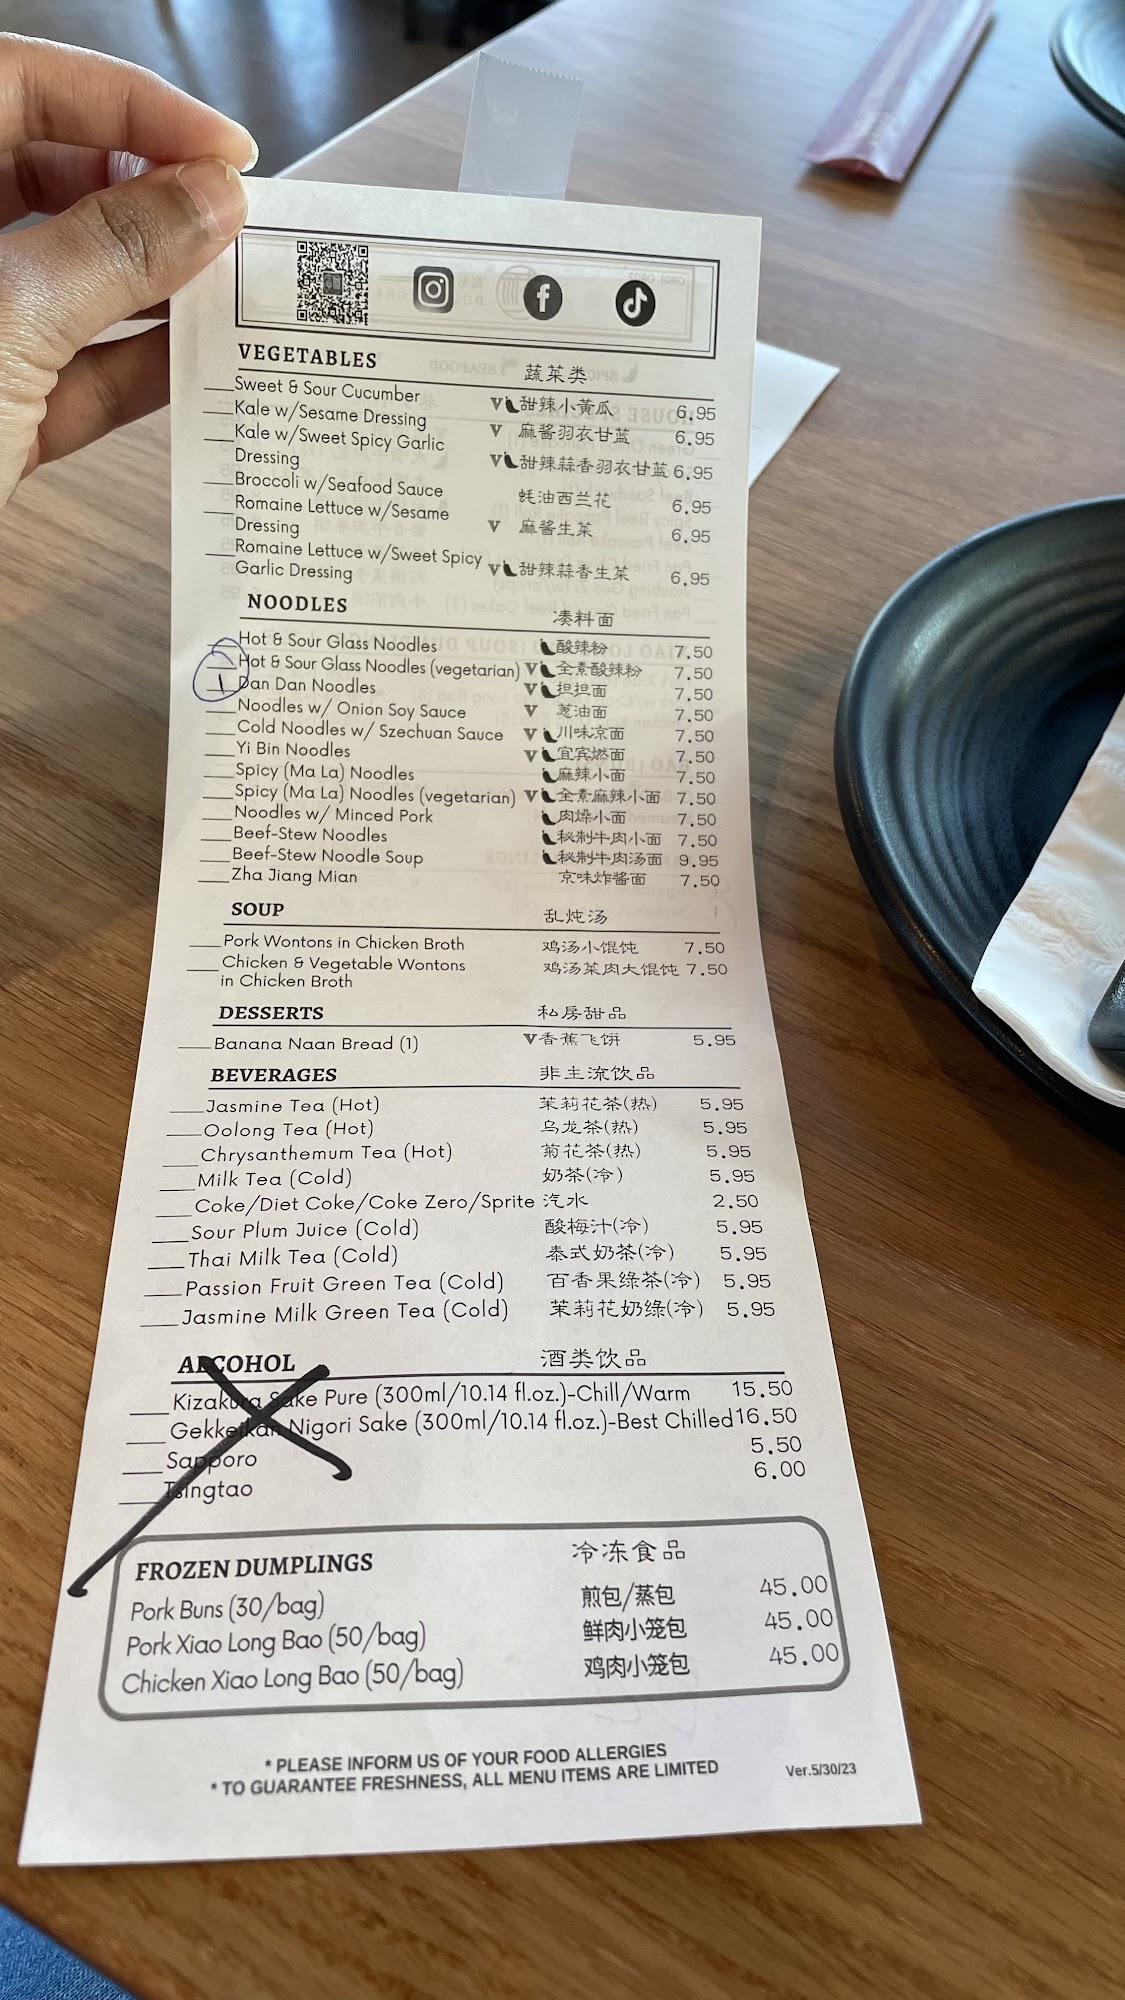 VEGETABLES 蔬菜类
Sweet & Sour Cucumber V 甜辣小黄瓜 6.95
Kale w/Sesame Dressing V 麻酱羽衣甘蓝 6.95
Kale w/Sweet Spicy Garlic
Dressing V 甜辣蒜香羽衣甘蓝 6.95
Broccoli w/Seafood Sauce 蚝油西兰花 6.95
Romaine Lettuce w/Sesame
Dressing V 麻酱生菜 6.95
Romaine Lettuce w/Sweet Spicy
Garlic Dressing V 甜辣蒜香生菜 6.95
NOODLES 凑料面
Hot & Sour Glass Noodles 酸辣粉 7.50
Hot & Sour Glass Noodles (vegetarian) V 全素酸辣粉 7.50
1 Dan Dan Noodles V 担担面 7.50
Noodles w/ Onion Soy Sauce V 葱油面 7.50
Cold Noodles w/ Szechuan Sauce V 川味凉面 7.50
Yi Bin Noodles V 宜宾燃面 7.50
Spicy (Ma La) Noodles 麻辣小面 7.50
Spicy (Ma La) Noodles (vegetarian) V 全素麻辣小面 7.50
Noodles w/ Minced Pork 肉燥小面 7.50
Beef-Stew Noodles 秘制牛肉小面 7.50
Beef-Stew Noodle Soup 秘制牛肉汤面 9.95
Zha Jiang Mian 京味炸酱面 7.50
SOUP 乱炖汤
Pork Wontons in Chicken Broth 鸡汤小馄饨 7.50
Chicken & Vegetable Wontons 鸡汤菜肉大馄饨 7.50
in Chicken Broth
DESSERTS 私房甜品
Banana Naan Bread (1) V 香蕉飞饼 5.95
BEVERAGES 非主流饮品
Jasmine Tea (Hot) 茉莉花茶(热) 5.95
Oolong Tea (Hot) 乌龙茶(热) 5.95
Chrysanthemum Tea (Hot) 菊花茶(热) 5.95
Milk Tea (Cold) 奶茶(冷) 5.95
Coke/Diet Coke/Coke Zero/Sprite 汽水 2.50
Sour Plum Juice (Cold) 酸梅汁(冷) 5.95
Thai Milk Tea (Cold) 泰式奶茶(冷) 5.95
Passion Fruit Green Tea (Cold) 百香果绿茶(冷) 5.95
Jasmine Milk Green Tea (Cold) 茉莉花奶绿(冷) 5.95
ALCOHOL 酒类饮品
Kizakura Sake Pure (300ml/10.14 fl.oz.)-Chill/Warm 15.50
Gekkeikan Nigori Sake (300ml/10.14 fl.oz.)-Best Chilled 16.50
Sapporo 5.50
Tsingtao 6.00
FROZEN DUMPLINGS 冷冻食品
Pork Buns (30/bag) 煎包/蒸包 45.00
Pork Xiao Long Bao (50/bag) 鲜肉小笼包 45.00
Chicken Xiao Long Bao (50/bag) 鸡肉小笼包 45.00
* PLEASE INFORM US OF YOUR FOOD ALLERGIES
* TO GUARANTEE FRESHNESS, ALL MENU ITEMS ARE LIMITED Ver.5/30/23